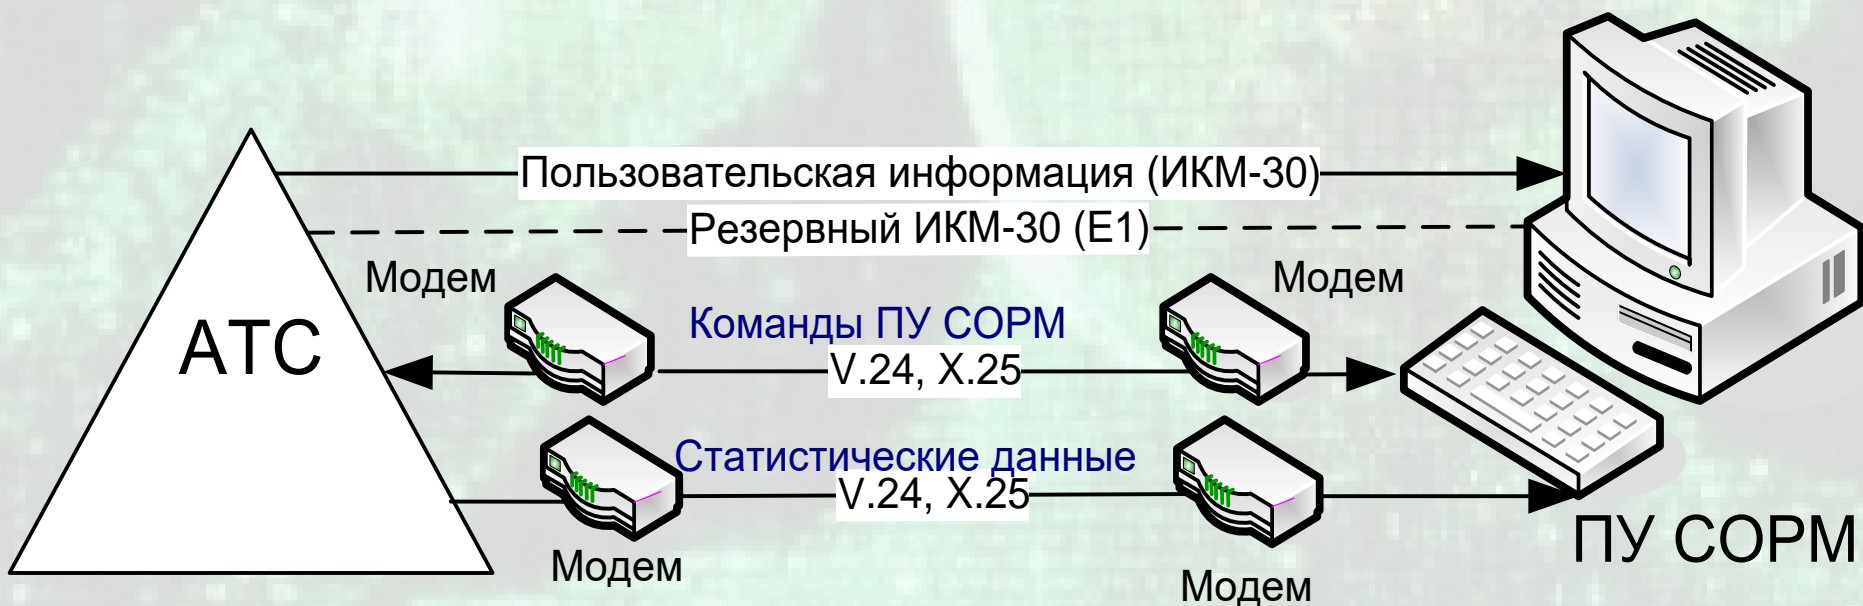 Пользовательская информация (ИКМ-30)
Резервный ИКМ-30 (Е1)
Модем
Модем
Команды ПУ СОРМ
АТС
V.24, X.25
Статистические данные
V.24, X.25
ПУ СОРМ
Модем
Модем